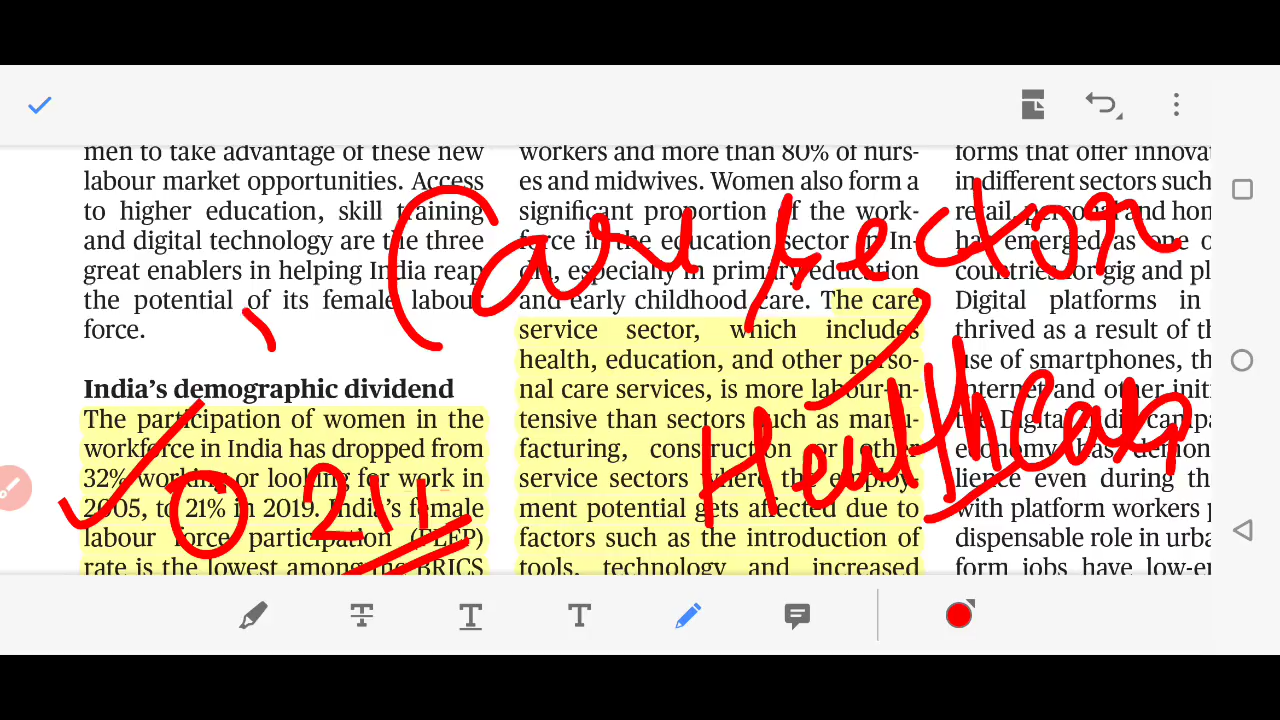 men to take advantage of these new
labour market opportunities. Access
to higher education, skill training
and digital technology are the three
great enablers in helping India reap
the potential of its female labour
force.
India's demographic dividend
The participation of women in the
workforce in India has dropped from
32% working or looking for work in
2005, to 21% in 2019. India's female
labour force participation (FLFP)
rate is the lowest among the BRICS
workers and more than 80% of nurs-
es and midwives. Women also form a
significant proportion of the work-
force in the education sector in In-
dia, especially in primary education
and early childhood care. The care
service sector, which includes
health, education, and other perso-
nal care services, is more labour-in-
tensive than sectors such as manu-
facturing, construction or other
service sectors where the employ-
ment potential gets affected due to
factors such as the introduction of
tools, technology and increased
forms that offer innovat
in different sectors such
retail, personal and hom
has emerged as one o
countries for gig and pl
Digital platforms in
thrived as a result of th
use of smartphones, th
internet and other initi
the Digital India campa
economy has demon
lience even during th
with platform workers p
dispensable role in urba
form jobs have low-en
Care sector
Health